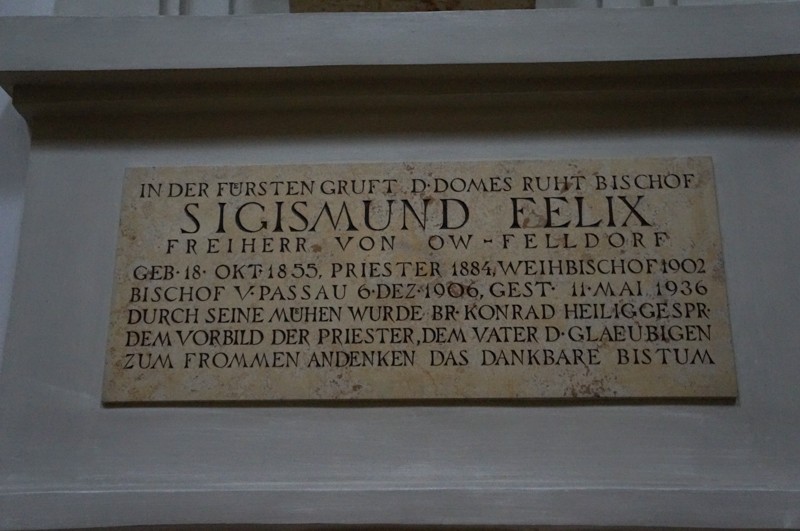 IN DER FÜRSTENGRUFT D·DOMES RUHT BISCHOF
SIGISMUND FELIX
FREIHERR VON OW-FELLDORF
GEB·18· OKT·1855, PRIESTER 1884, WEIHBISCHOF 1902
BISCHOF V·PASSAU 6·DEZ·1906, GEST· 11·MAI 1936
DURCH SEINE MÜHEN WURDE BR·KONRAD HEILIGGESPR·
DEM VORBILD DER PRIESTER, DEM VATER D·GLAEUBIGEN
ZUM FROMMEN ANDENKEN DAS DANKBARE BISTUM